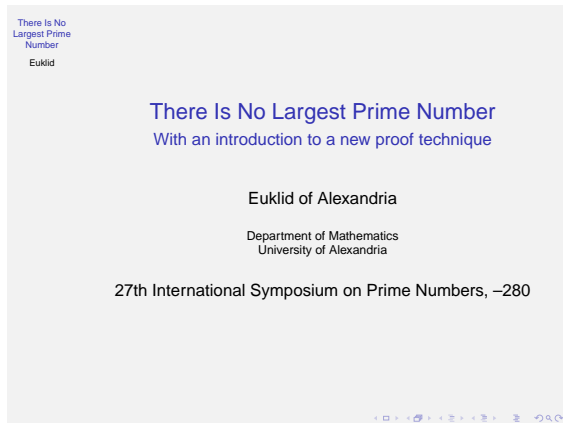 There Is No
Largest Prime
Number
Euklid
There Is No Largest Prime Number
With an introduction to a new proof technique
Euklid of Alexandria
Department of Mathematics
University of Alexandria
27th International Symposium on Prime Numbers, –280